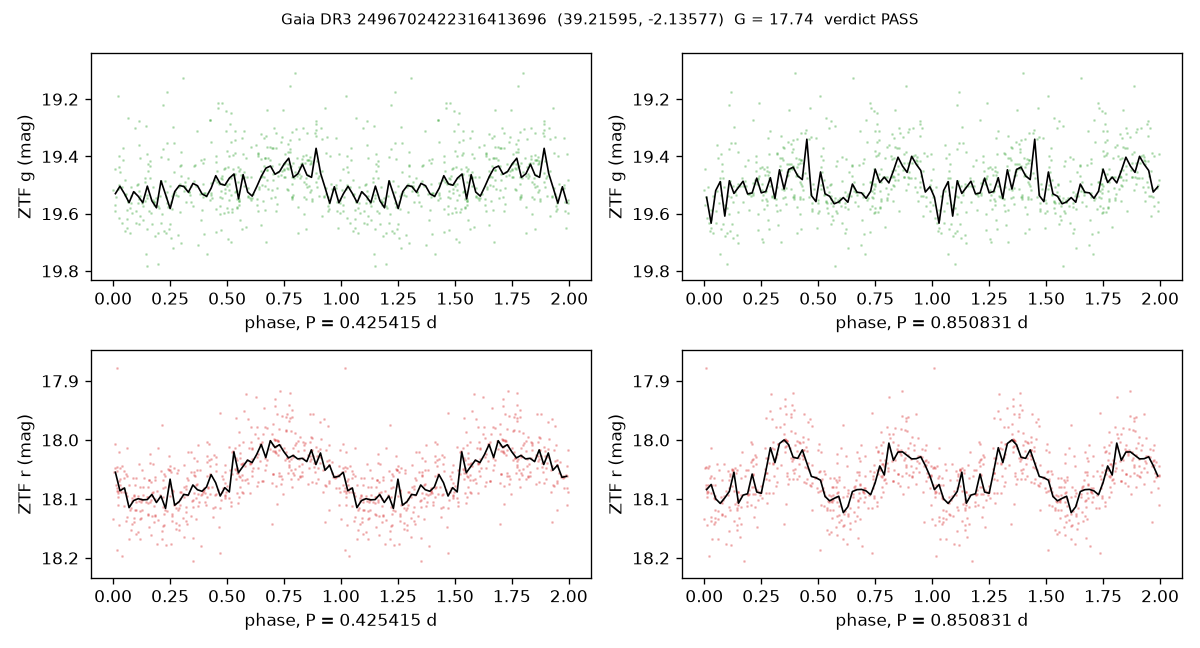 Gaia DR3 2496702422316413696  (39.21595, -2.13577)  G = 17.74  verdict PASS
ZTF g (mag)
19.2
19.4
19.6
19.8
0.00 0.25 0.50 0.75 1.00 1.25 1.50 1.75 2.00
phase, P = 0.425415 d
ZTF g (mag)
19.2
19.4
19.6
19.8
0.00 0.25 0.50 0.75 1.00 1.25 1.50 1.75 2.00
phase, P = 0.850831 d
ZTF r (mag)
17.9
18.0
18.1
18.2
0.00 0.25 0.50 0.75 1.00 1.25 1.50 1.75 2.00
phase, P = 0.425415 d
ZTF r (mag)
17.9
18.0
18.1
18.2
0.00 0.25 0.50 0.75 1.00 1.25 1.50 1.75 2.00
phase, P = 0.850831 d